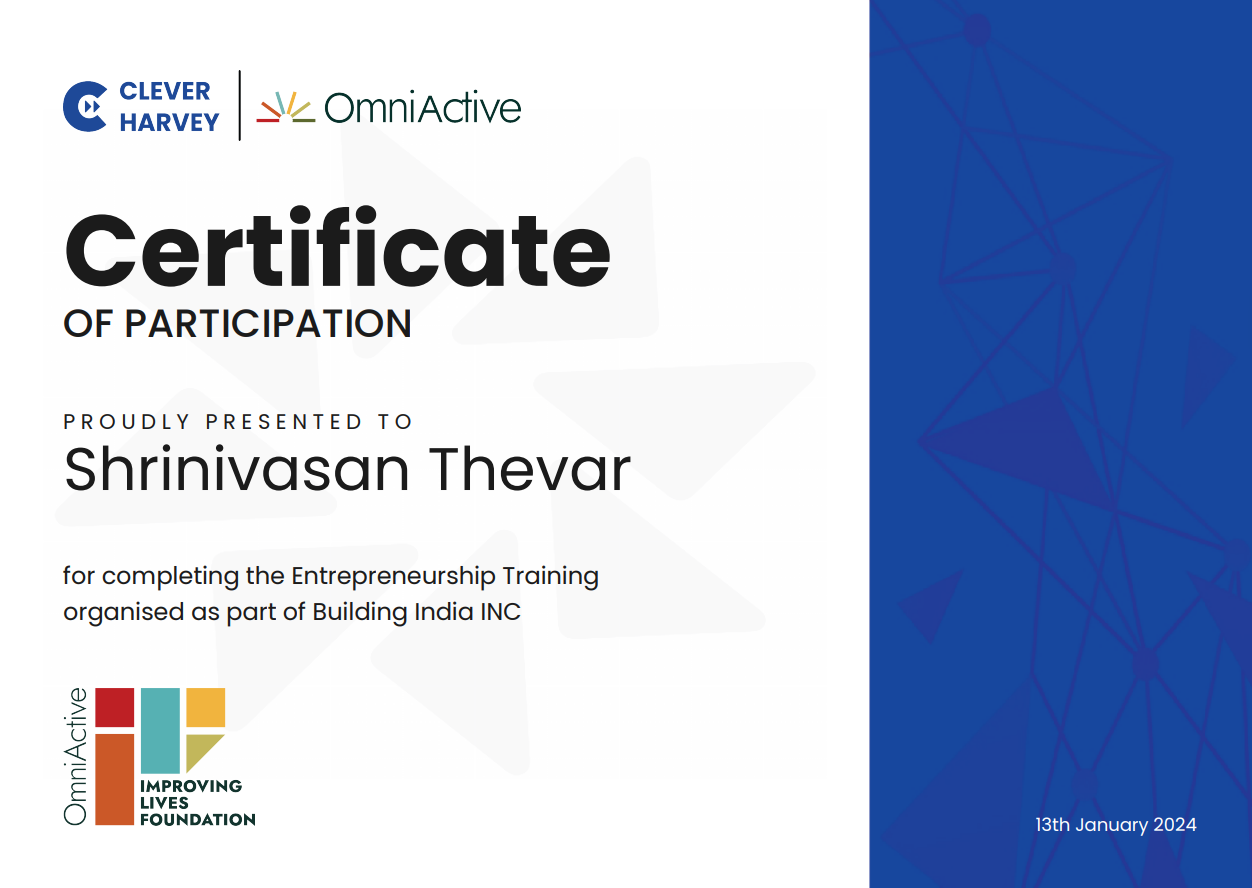 CLEVER
HARVEY
OmniActive
Certificate
OF PARTICIPATION
PROUDLY PRESENTED TO
Shrinivasan Thevar
for completing the Entrepreneurship Training
organised as part of Building India INC
OmniActive
IMPROVING
LIVES
FOUNDATION
13th January 2024